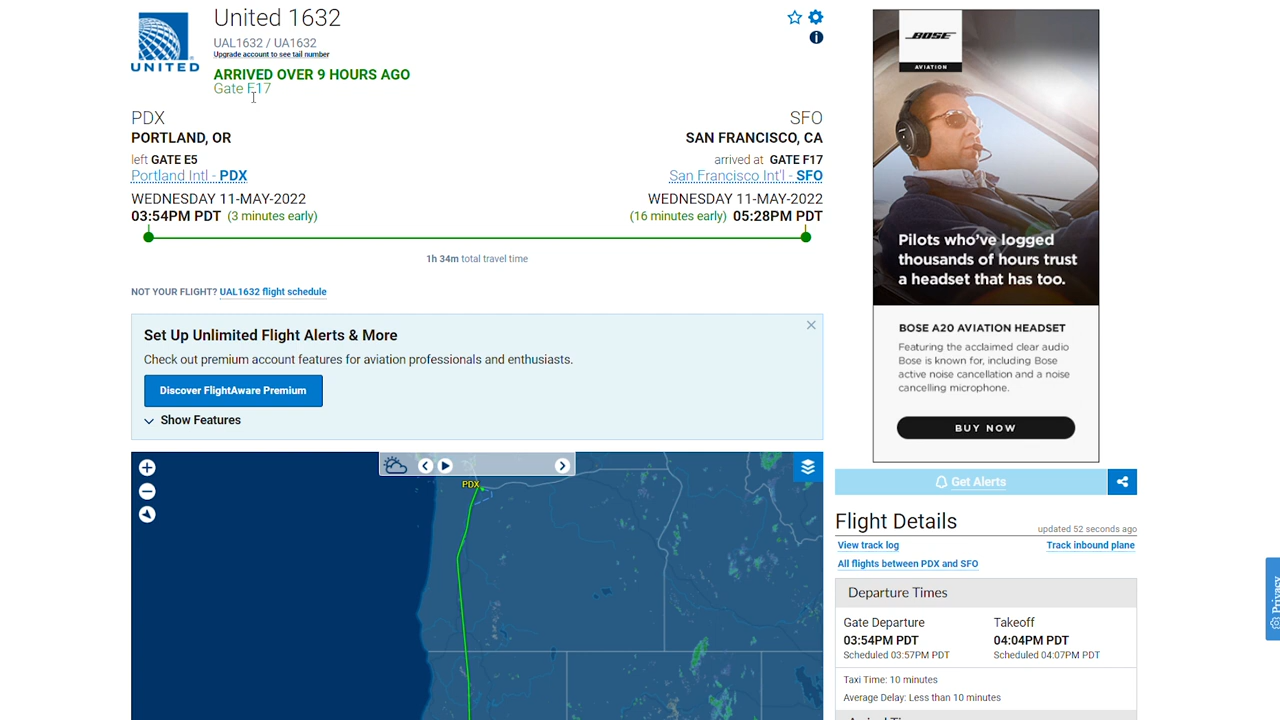 United 1632
UAL1632 / UA1632
Upgrade account to see tail number
UNITED
ARRIVED OVER 9 HOURS AGO
Gate F17
PDX
PORTLAND, OR
left GATE E5
Portland Intl - PDX
WEDNESDAY 11-MAY-2022
03:54PM PDT (3 minutes early)
SFO
SAN FRANCISCO, CA
arrived at GATE F17
San Francisco Int'l - SFO
WEDNESDAY 11-MAY-2022
(16 minutes early) 05:28PM PDT
1h 34m total travel time
NOT YOUR FLIGHT? UAL1632 flight schedule
Set Up Unlimited Flight Alerts & More
Check out premium account features for aviation professionals and enthusiasts.
Discover FlightAware Premium
Show Features
PDX
BOSE
AVIATION
Pilots who've logged
thousands of hours trust
a headset that has too.
BOSE A20 AVIATION HEADSET
Featuring the acclaimed clear audio
Bose is known for, including Bose
active noise cancellation and a noise
cancelling microphone.
BUY NOW
Get Alerts
Flight Details
updated 52 seconds ago
View track log
Track inbound plane
All flights between PDX and SFO
Departure Times
Gate Departure
03:54PM PDT
Scheduled 03:57PM PDT
Takeoff
04:04PM PDT
Scheduled 04:07PM PDT
Taxi Time: 10 minutes
Average Delay: Less than 10 minutes
Privacy